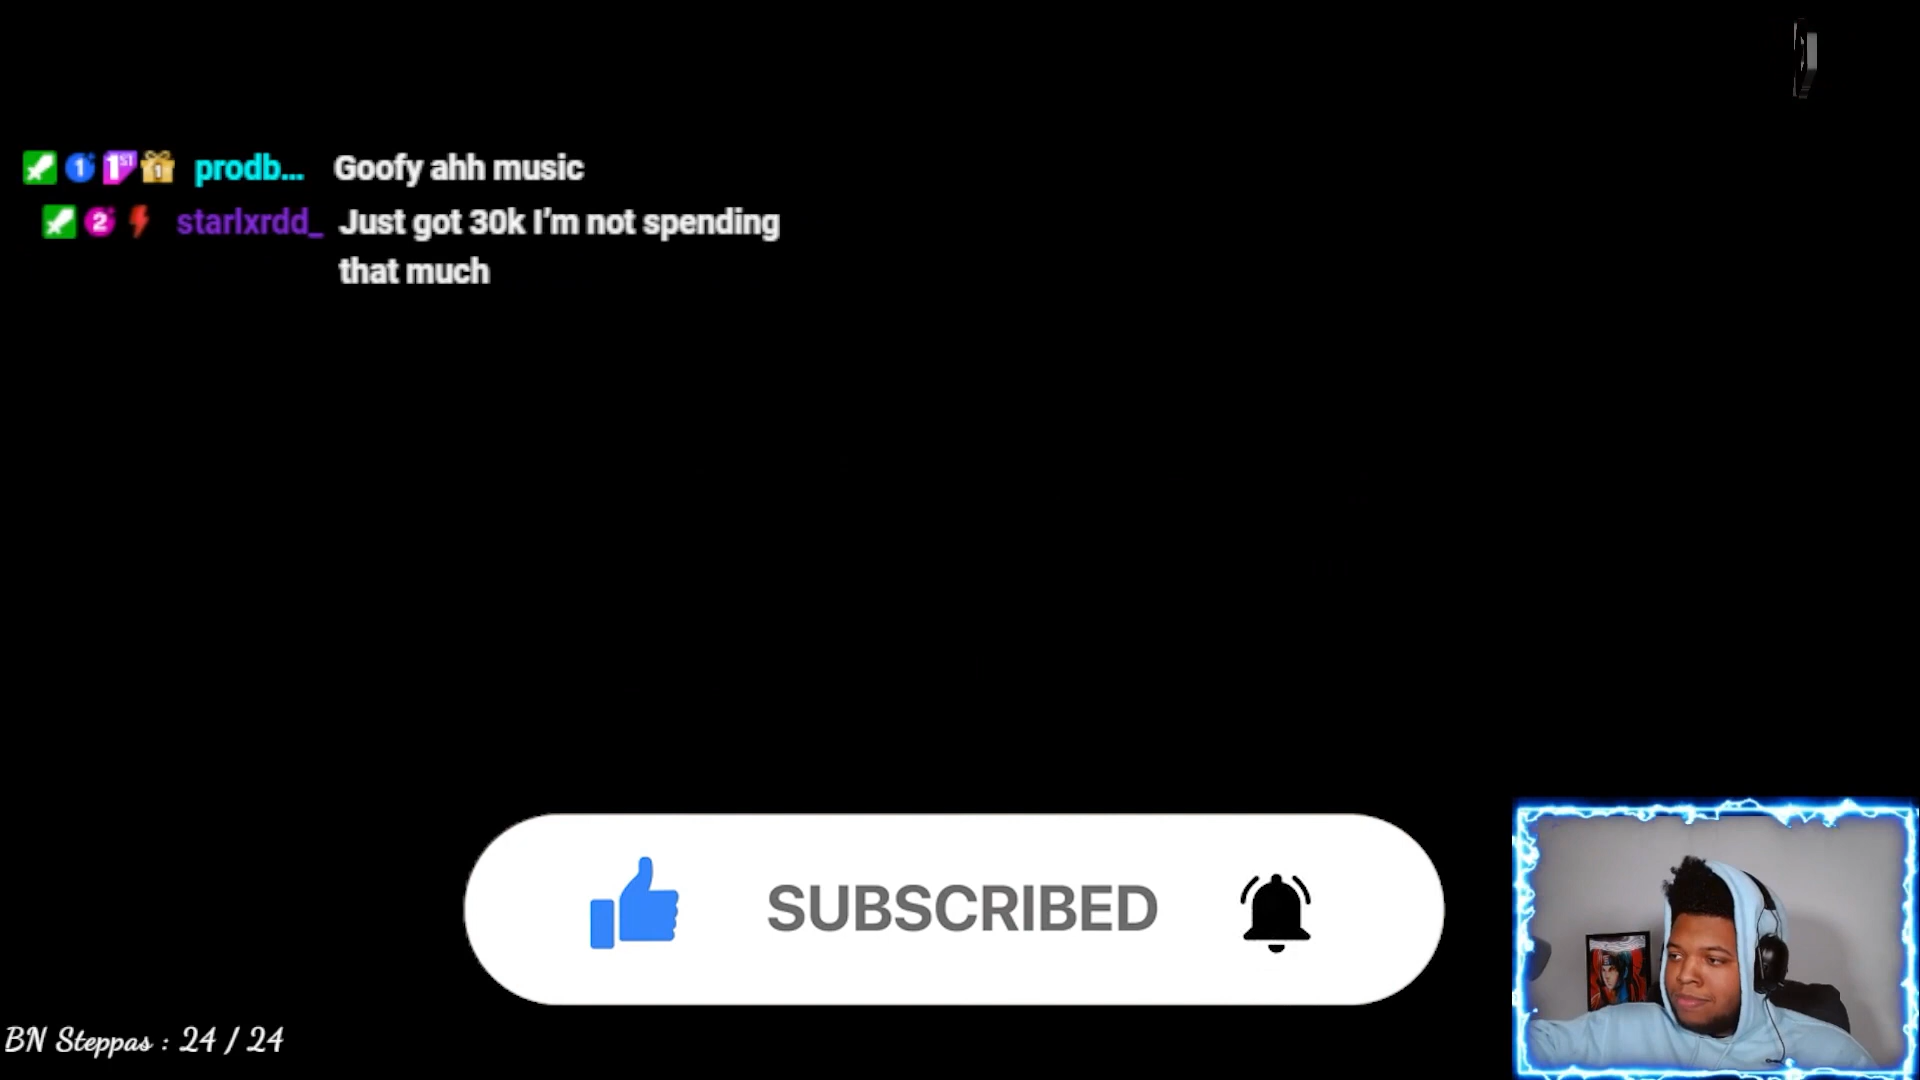 prodb... Goofy ahh music
starlxrdd_ Just got 30k I'm not spending
that much
SUBSCRIBED
BN Steppas : 24 / 24